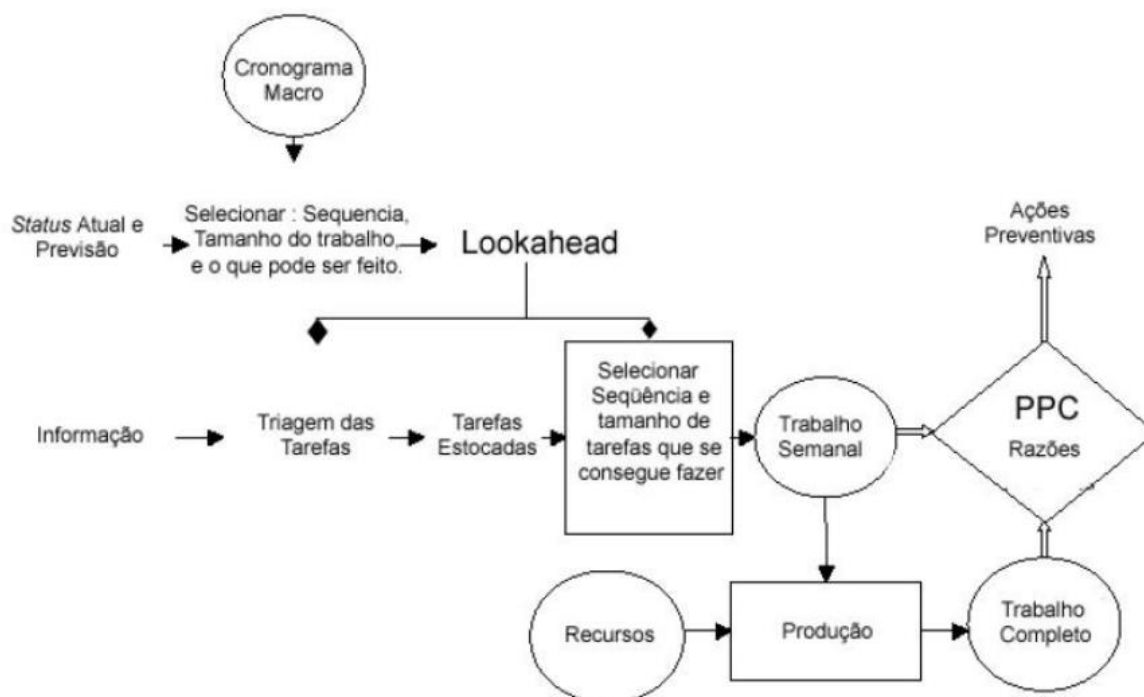 Cronograma
Macro
Status Atual e
Previsão
Selecionar : Sequencia,
Tamanho do trabalho,
e o que pode ser feito.
Lookahead
Ações
Preventivas
Informação
Triagem das
Tarefas
Tarefas
Estocadas
Selecionar
Seqüência e
tamanho de
tarefas que se
consegue fazer
Trabalho
Semanal
PPC
Razões
Recursos
Produção
Trabalho
Completo